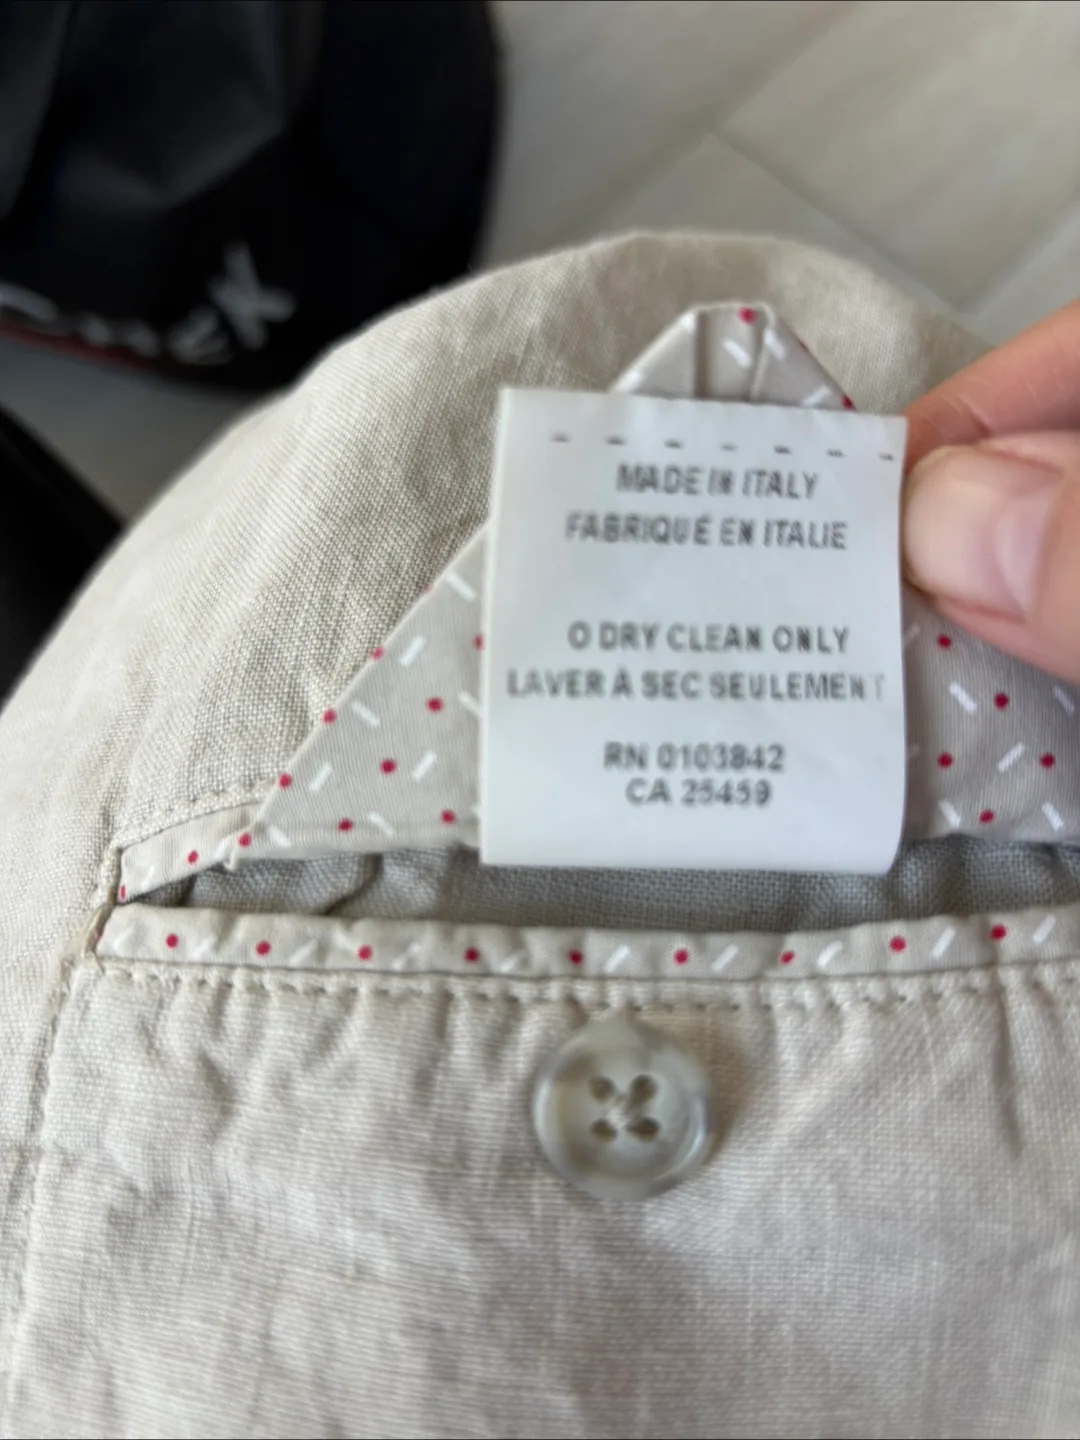 MADE IN ITALY
FABRIQUÉ EN ITALIE
O DRY CLEAN ONLY
LAVER À SEC SEULEMENT
RN 0103842
CA 25459